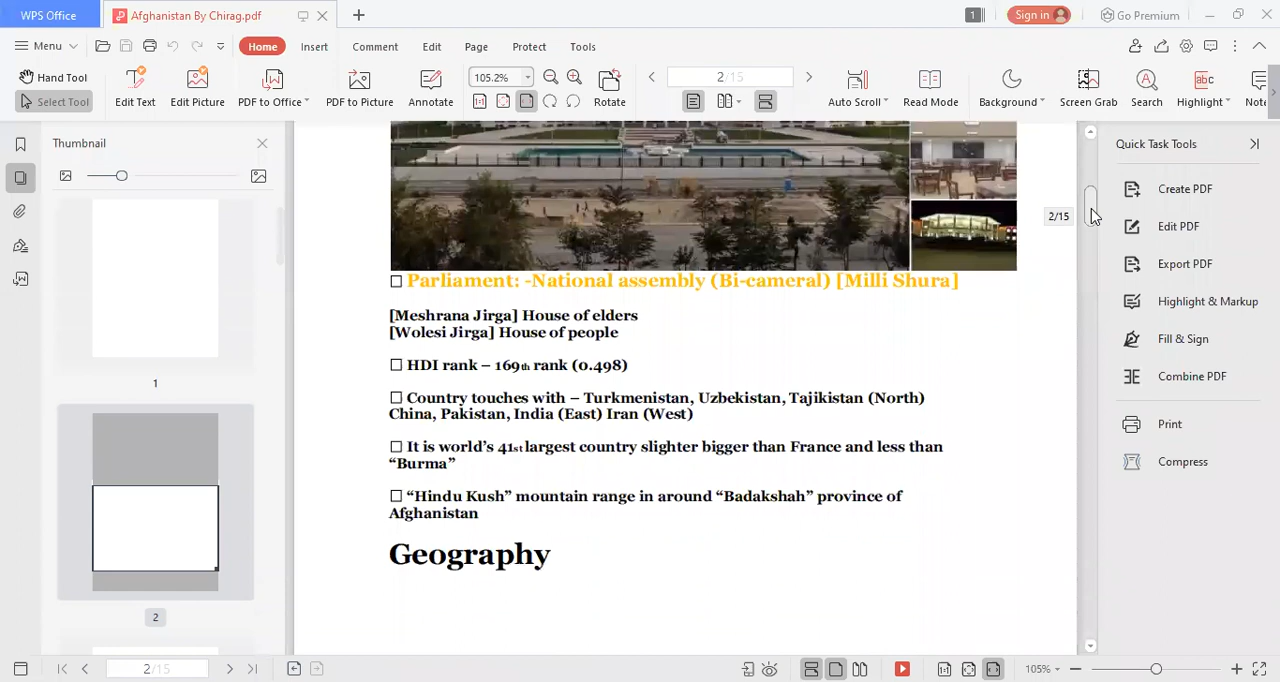 WPS Office
Afghanistan By Chirag.pdf
1
Sign in
Go Premium
Menu
Home
Insert
Comment
Edit
Page
Protect
Tools
Hand Tool
Select Tool
Edit Text
Edit Picture
PDF to Office
PDF to Picture
Annotate
105.2%
Rotate
2/15
Auto Scroll
Read Mode
Background
Screen Grab
Search
Highlight
Note
Thumbnail
1
2
2/15
Parliament: -National assembly (Bi-cameral) [Milli Shura]
[Meshrana Jirga] House of elders
[Wolesi Jirga] House of people
HDI rank – 169th rank (0.498)
Country touches with – Turkmenistan, Uzbekistan, Tajikistan (North)
China, Pakistan, India (East) Iran (West)
It is world's 41st largest country slighter bigger than France and less than
“Burma”
“Hindu Kush” mountain range in around “Badakshah” province of
Afghanistan
Geography
Quick Task Tools
Create PDF
Edit PDF
Export PDF
Highlight & Markup
Fill & Sign
Combine PDF
Print
Compress
2/15
105%